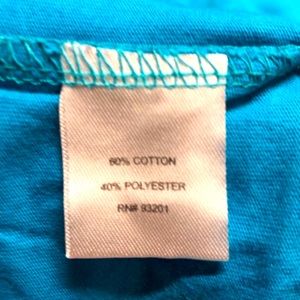 60% COTTON
40% POLYESTER
RN# 93201